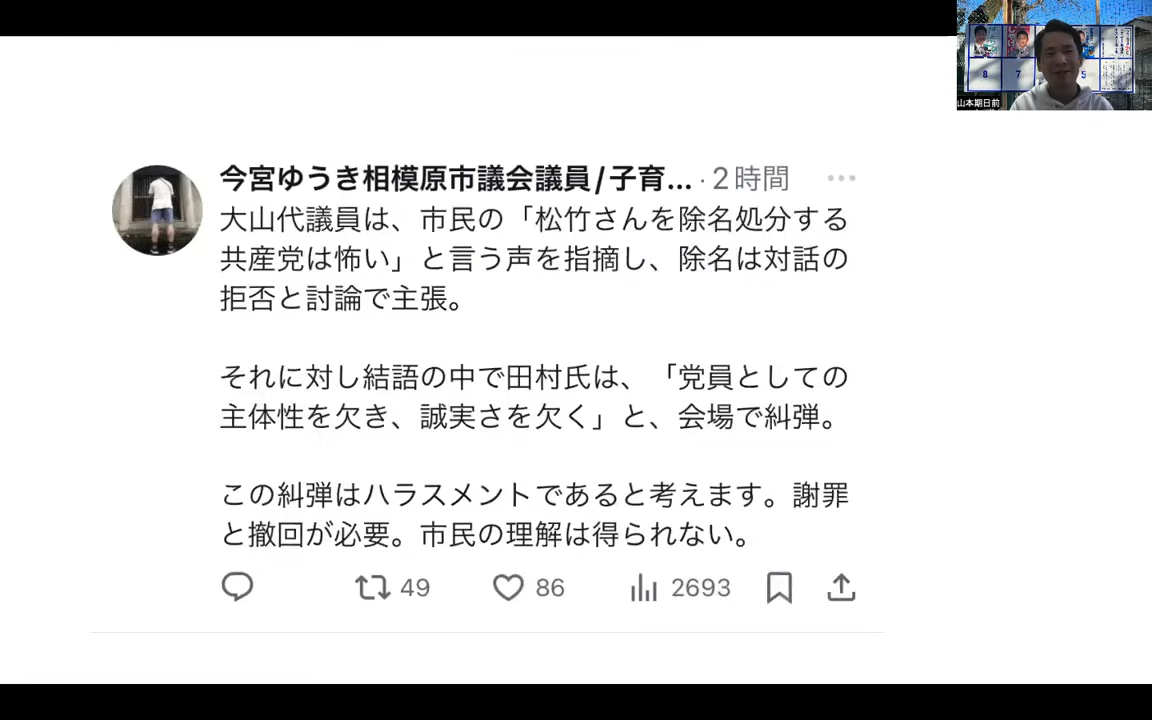 8
7
5
山本期日前
今宮ゆうき相模原市議会議員/子育... · 2時間
大山代議員は、市民の「松竹さんを除名処分する
共産党は怖い」と言う声を指摘し、除名は対話の
拒否と討論で主張。
それに対し結語の中で田村氏は、「党員としての
主体性を欠き、誠実さを欠く」と、会場で糾弾。
この糾弾はハラスメントであると考えます。謝罪
と撤回が必要。市民の理解は得られない。
49
86
2693